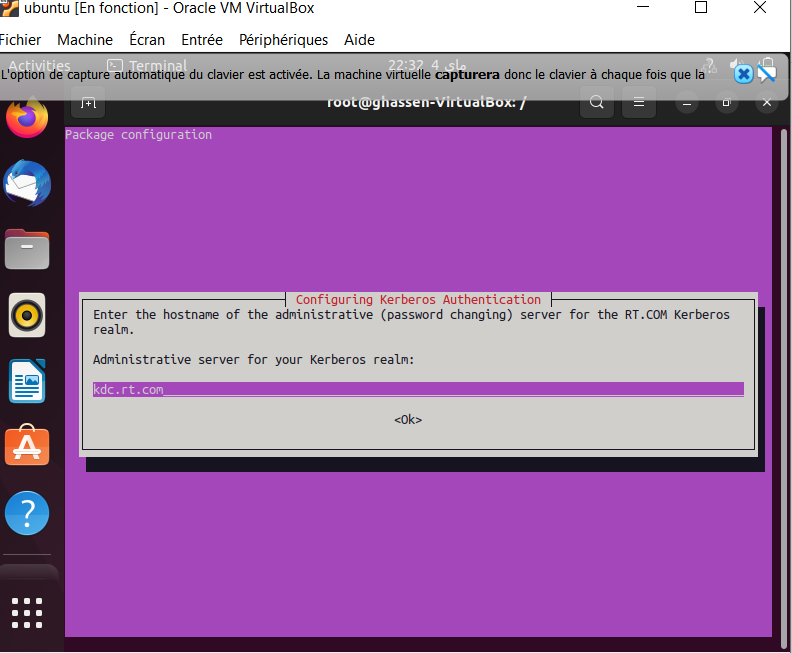 ubuntu [En fonction] - Oracle VM VirtualBox
Fichier Machine Écran Entrée Périphériques Aide
Activities Terminal 22:32 4 ماي
L'option de capture automatique du clavier est activée. La machine virtuelle capturera donc le clavier à chaque fois que la
root@ghassen-VirtualBox: /
Package configuration
Configuring Kerberos Authentication
Enter the hostname of the administrative (password changing) server for the RT.COM Kerberos
realm.
Administrative server for your Kerberos realm:
kdc.rt.com
<Ok>